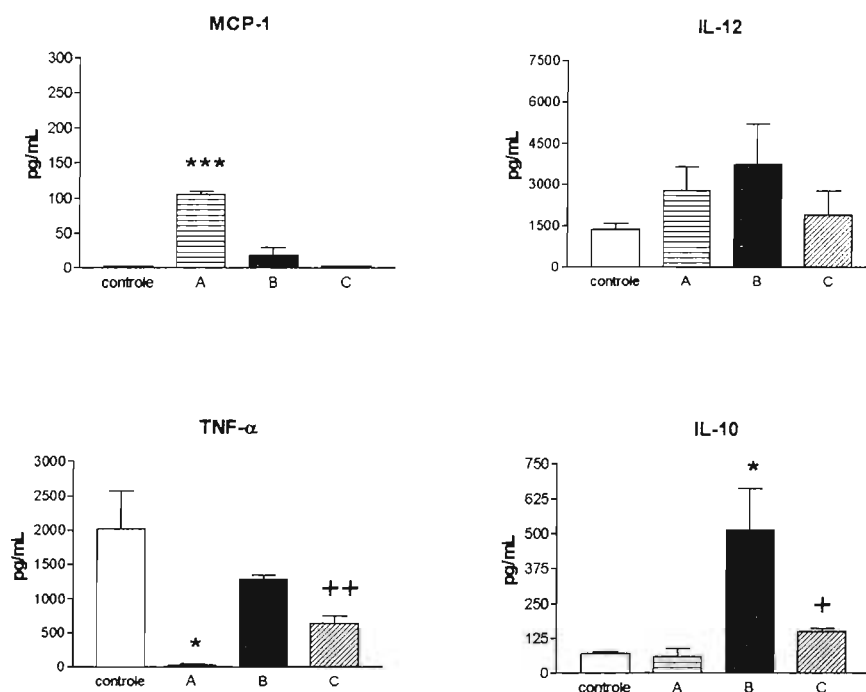 MCP-1
300
250
200
150
100
50
0
pg/mL
***
controle A B C
IL-12
7500
6000
4500
3000
1500
0
pg/mL
controle A B C
TNF-α
3000
2500
2000
1500
1000
500
0
pg/mL
*
++
controle A B C
IL-10
750
625
500
375
250
125
0
pg/mL
*
+
controle A B C